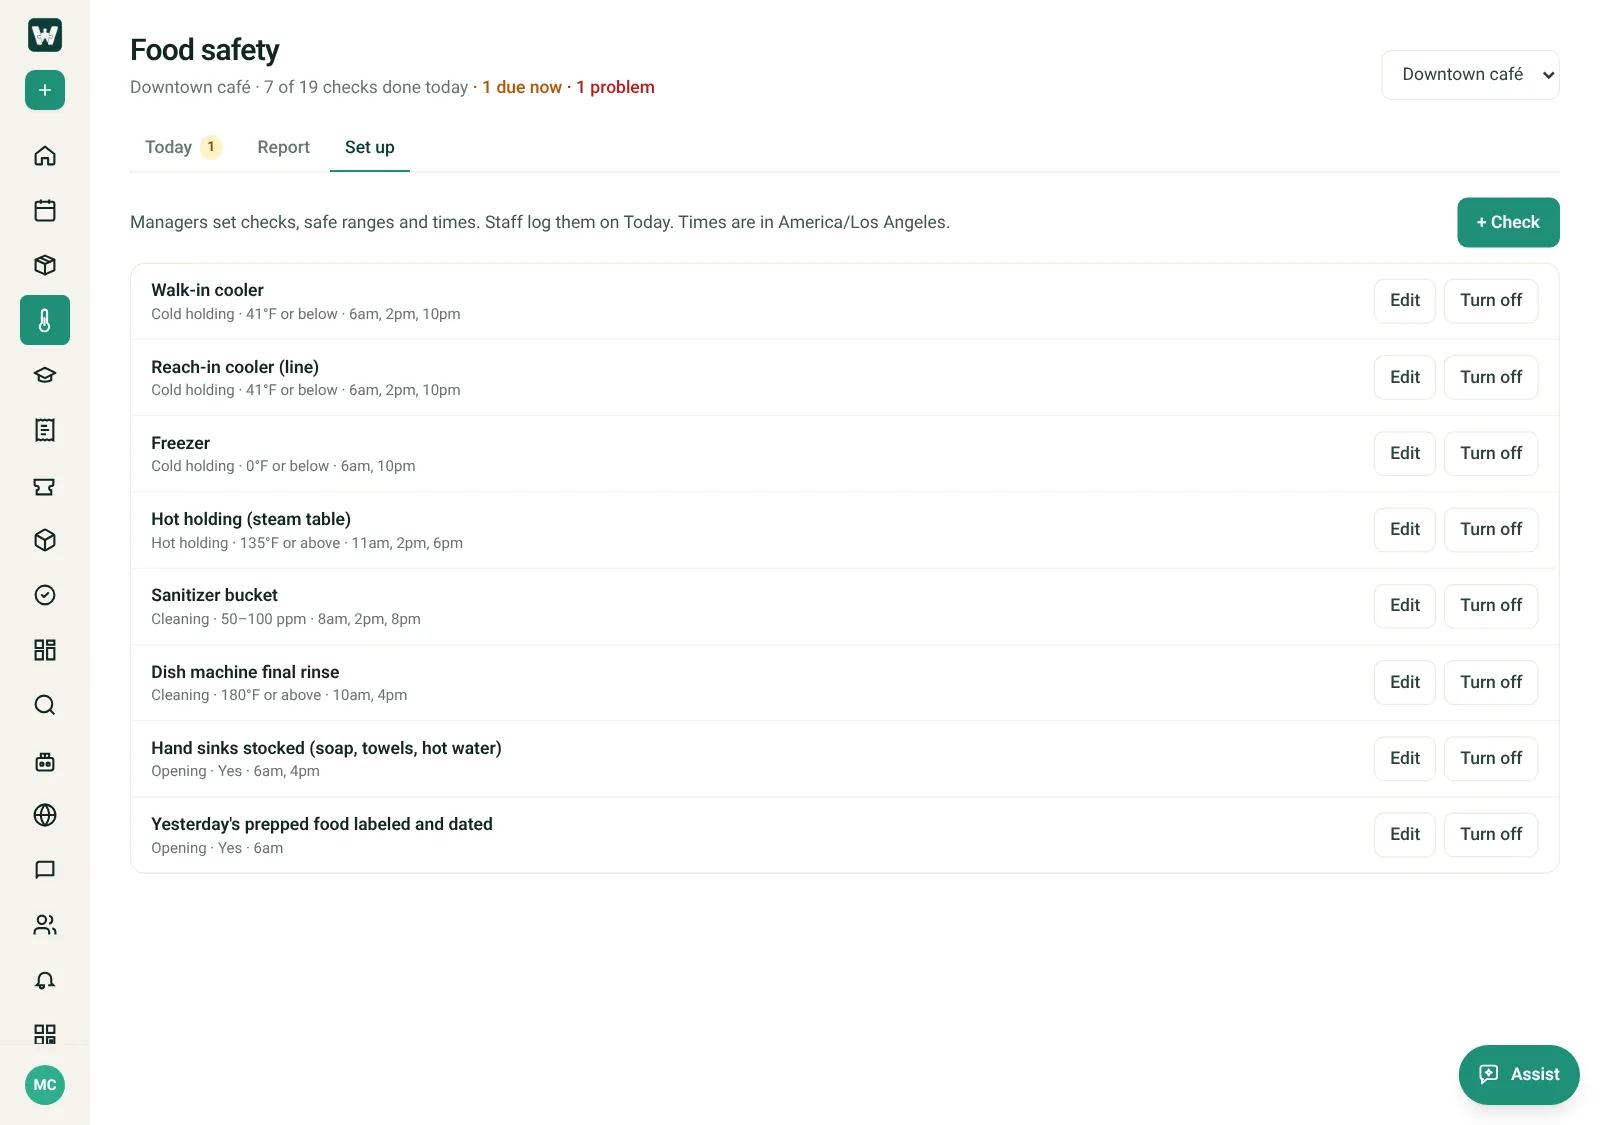 W
+
Food safety
Downtown café · 7 of 19 checks done today · 1 due now · 1 problem
Downtown café
Today 1 Report Set up
Managers set checks, safe ranges and times. Staff log them on Today. Times are in America/Los Angeles.
+ Check
Walk-in cooler
Cold holding · 41°F or below · 6am, 2pm, 10pm
Edit Turn off
Reach-in cooler (line)
Cold holding · 41°F or below · 6am, 2pm, 10pm
Edit Turn off
Freezer
Cold holding · 0°F or below · 6am, 10pm
Edit Turn off
Hot holding (steam table)
Hot holding · 135°F or above · 11am, 2pm, 6pm
Edit Turn off
Sanitizer bucket
Cleaning · 50–100 ppm · 8am, 2pm, 8pm
Edit Turn off
Dish machine final rinse
Cleaning · 180°F or above · 10am, 4pm
Edit Turn off
Hand sinks stocked (soap, towels, hot water)
Opening · Yes · 6am, 4pm
Edit Turn off
Yesterday's prepped food labeled and dated
Opening · Yes · 6am
Edit Turn off
MC
Assist